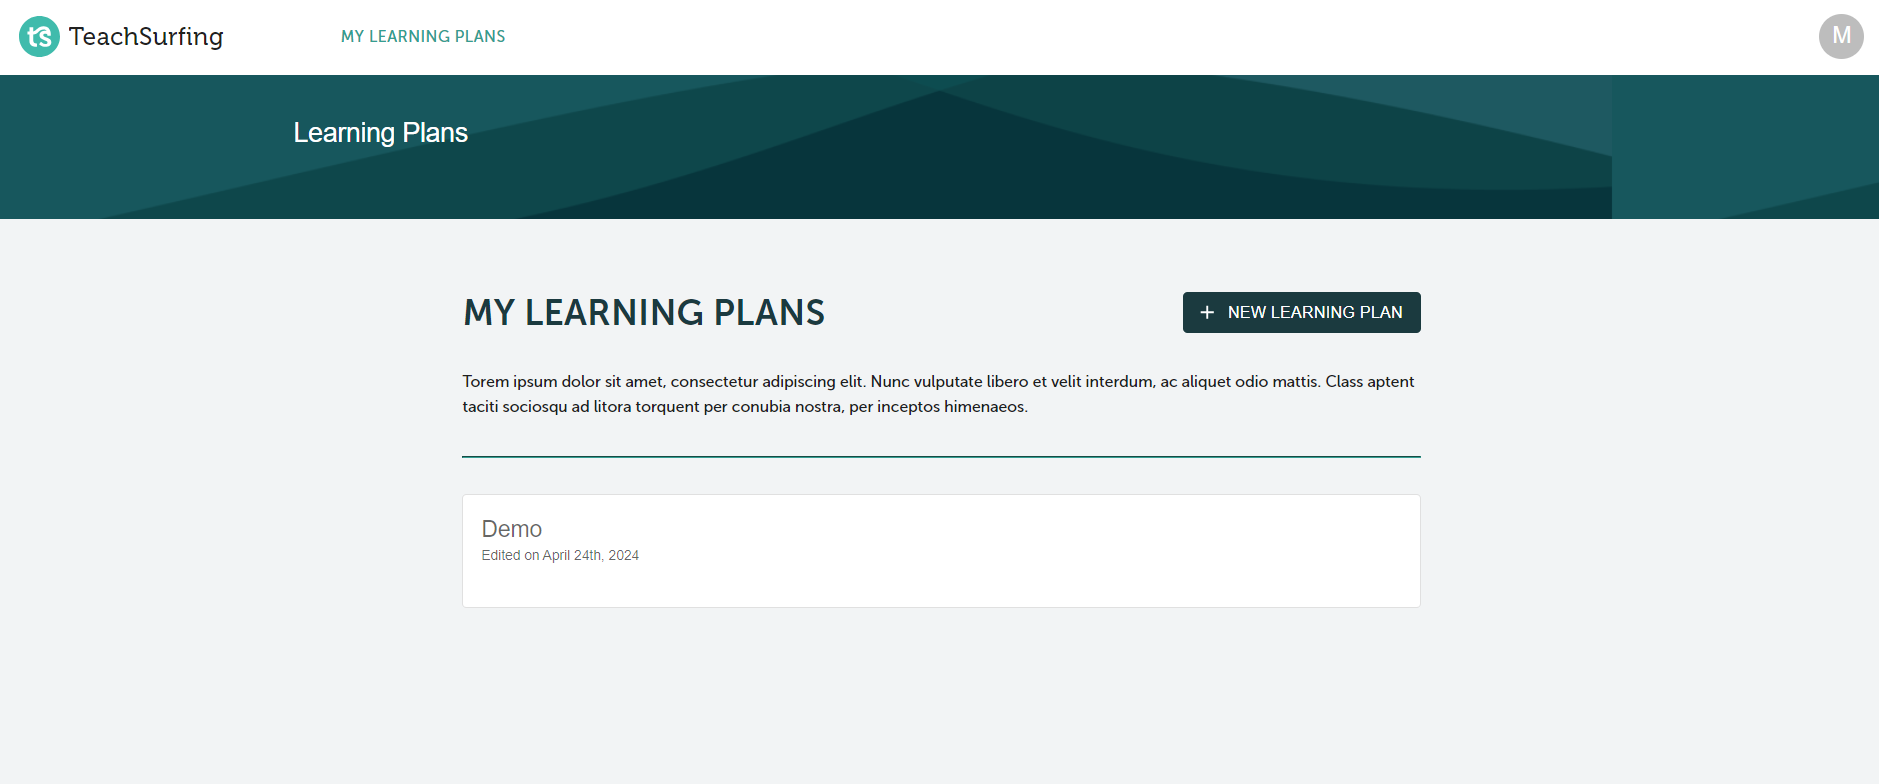 ts TeachSurfing
MY LEARNING PLANS
M
Learning Plans
MY LEARNING PLANS
+ NEW LEARNING PLAN
Torem ipsum dolor sit amet, consectetur adipiscing elit. Nunc vulputate libero et velit interdum, ac aliquet odio mattis. Class aptent
taciti sociosqu ad litora torquent per conubia nostra, per inceptos himenaeos.
Demo
Edited on April 24th, 2024